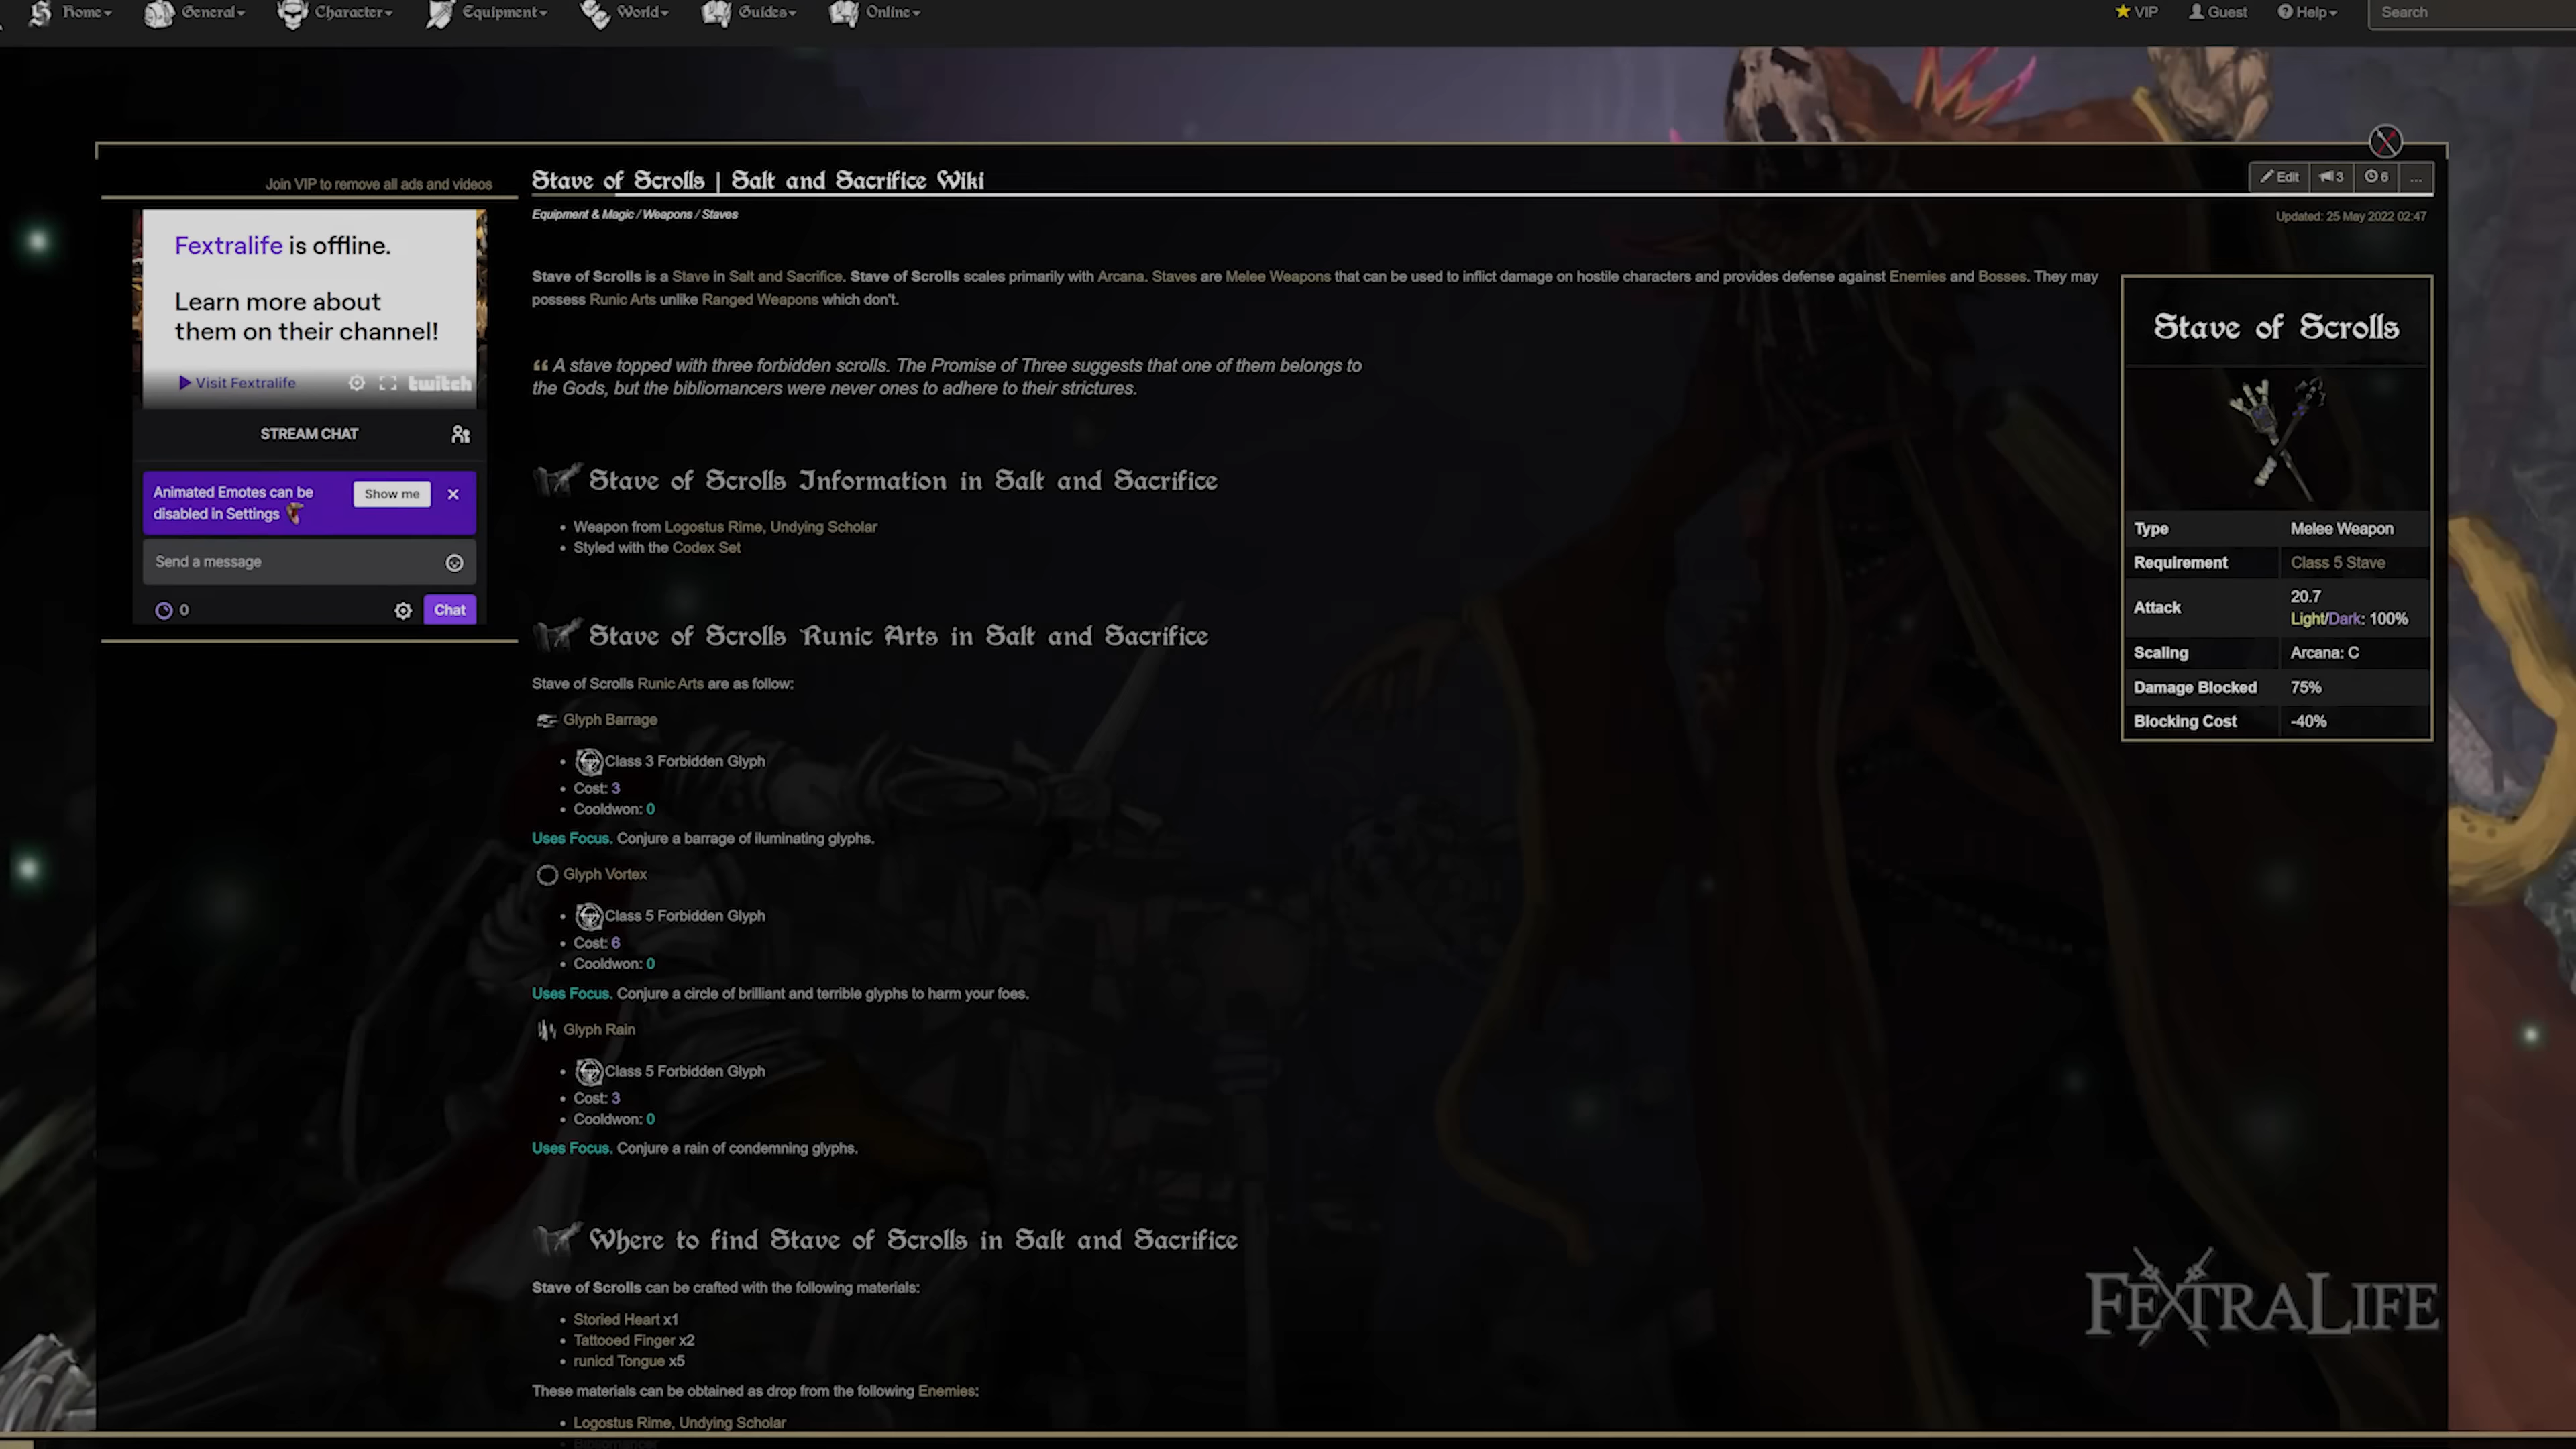 Home
General
Character
Equipment
World
Guides
Online
VIP
Guest
Help
Search
Join VIP to remove all ads and videos
Fextralife is offline.
Learn more about
them on their channel!
Visit Fextralife
twitch
STREAM CHAT
Animated Emotes can be
disabled in Settings
Show me
Send a message
0
Chat
Stave of Scrolls | Salt and Sacrifice Wiki
Edit
3
6
...
Equipment & Magic / Weapons / Staves
Updated: 25 May 2022 02:47
Stave of Scrolls is a Stave in Salt and Sacrifice. Stave of Scrolls scales primarily with Arcana. Staves are Melee Weapons that can be used to inflict damage on hostile characters and provides defense against Enemies and Bosses. They may
possess Runic Arts unlike Ranged Weapons which don't.
A stave topped with three forbidden scrolls. The Promise of Three suggests that one of them belongs to
the Gods, but the bibliomancers were never ones to adhere to their strictures.
Stave of Scrolls Information in Salt and Sacrifice
• Weapon from Logostus Rime, Undying Scholar
• Styled with the Codex Set
Stave of Scrolls Runic Arts in Salt and Sacrifice
Stave of Scrolls Runic Arts are as follow:
Glyph Barrage
• Class 3 Forbidden Glyph
• Cost: 3
• Cooldwon: 0
Uses Focus. Conjure a barrage of iluminating glyphs.
Glyph Vortex
• Class 5 Forbidden Glyph
• Cost: 6
• Cooldwon: 0
Uses Focus. Conjure a circle of brilliant and terrible glyphs to harm your foes.
Glyph Rain
• Class 5 Forbidden Glyph
• Cost: 3
• Cooldwon: 0
Uses Focus. Conjure a rain of condemning glyphs.
Where to find Stave of Scrolls in Salt and Sacrifice
Stave of Scrolls can be crafted with the following materials:
• Storied Heart x1
• Tattooed Finger x2
• runicd Tongue x5
These materials can be obtained as drop from the following Enemies:
• Logostus Rime, Undying Scholar
• Bibliomancer
Stave of Scrolls
Type Melee Weapon
Requirement Class 5 Stave
Attack 20.7
Light/Dark: 100%
Scaling Arcana: C
Damage Blocked 75%
Blocking Cost -40%
FEXTRALIFE